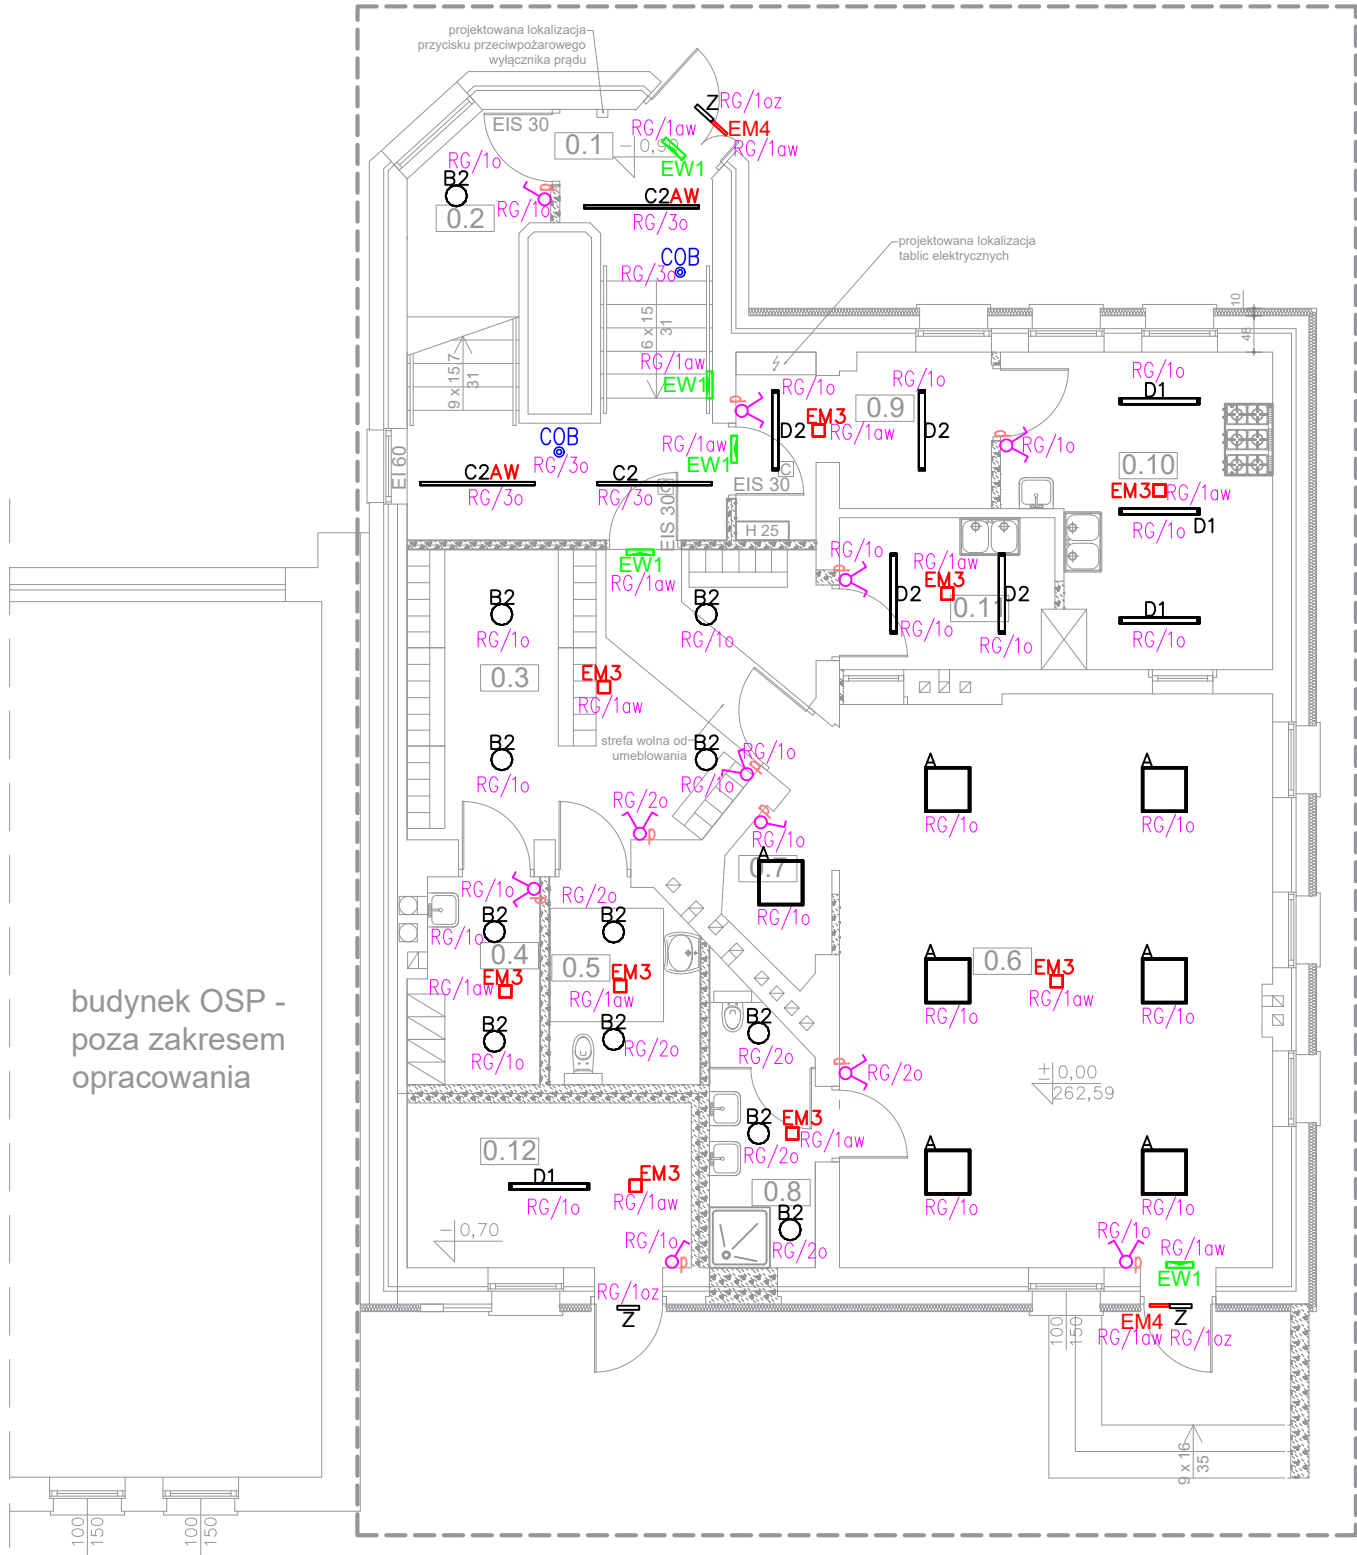 projektowana lokalizacja
przycisku przeciwpożarowego
wyłącznika prądu
EIS 30
0.1
Z
RG/1oz
EM4
RG/1aw
RG/1aw
EW1
RG/1o
B2
p
RG/1o
0.2
C2AW
RG/3o
COB
RG/3o
projektowana lokalizacja
tablic elektrycznych
10
48
6 x 15
31
9 x 15,7
31
RG/1aw
EW1
RG/1o
p
D2
EM3
RG/1aw
0.9
RG/1o
D2
p
RG/1o
RG/1o
D1
0.10
EM3
RG/1aw
RG/1o
D1
EI 60
COB
RG/3o
C2AW
RG/3o
C2
RG/3o
RG/1aw
EW1
EIS 30
C
EIS 30
C
H 25
EW1
RG/1aw
RG/1o
p
D2
RG/1o
RG/1aw
EM3
0.11
D2
RG/1o
D1
RG/1o
B2
RG/1o
B2
RG/1o
0.3
EM3
RG/1aw
B2
RG/1o
strefa wolna od
umeblowania
B2
RG/1o
RG/1o
p
RG/2o
p
p
RG/1o
0.7
A
RG/1o
A
RG/1o
A
RG/1o
RG/1o
p
B2
RG/1o
0.4
EM3
RG/1aw
B2
RG/1o
RG/2o
B2
0.5
EM3
RG/1aw
B2
RG/2o
A
RG/1o
0.6
EM3
RG/1aw
A
RG/1o
budynek OSP -
poza zakresem
opracowania
B2
RG/2o
p
RG/2o
± 0,00
262,59
B2
RG/2o
EM3
RG/1aw
0.8
B2
RG/2o
A
RG/1o
A
RG/1o
0.12
D1
RG/1o
EM3
RG/1aw
−0,70
RG/1o
p
RG/1oz
Z
RG/1o
p
RG/1aw
EW1
EM4
RG/1aw
Z
RG/1oz
100
150
9 x 16
35
100
150
100
150